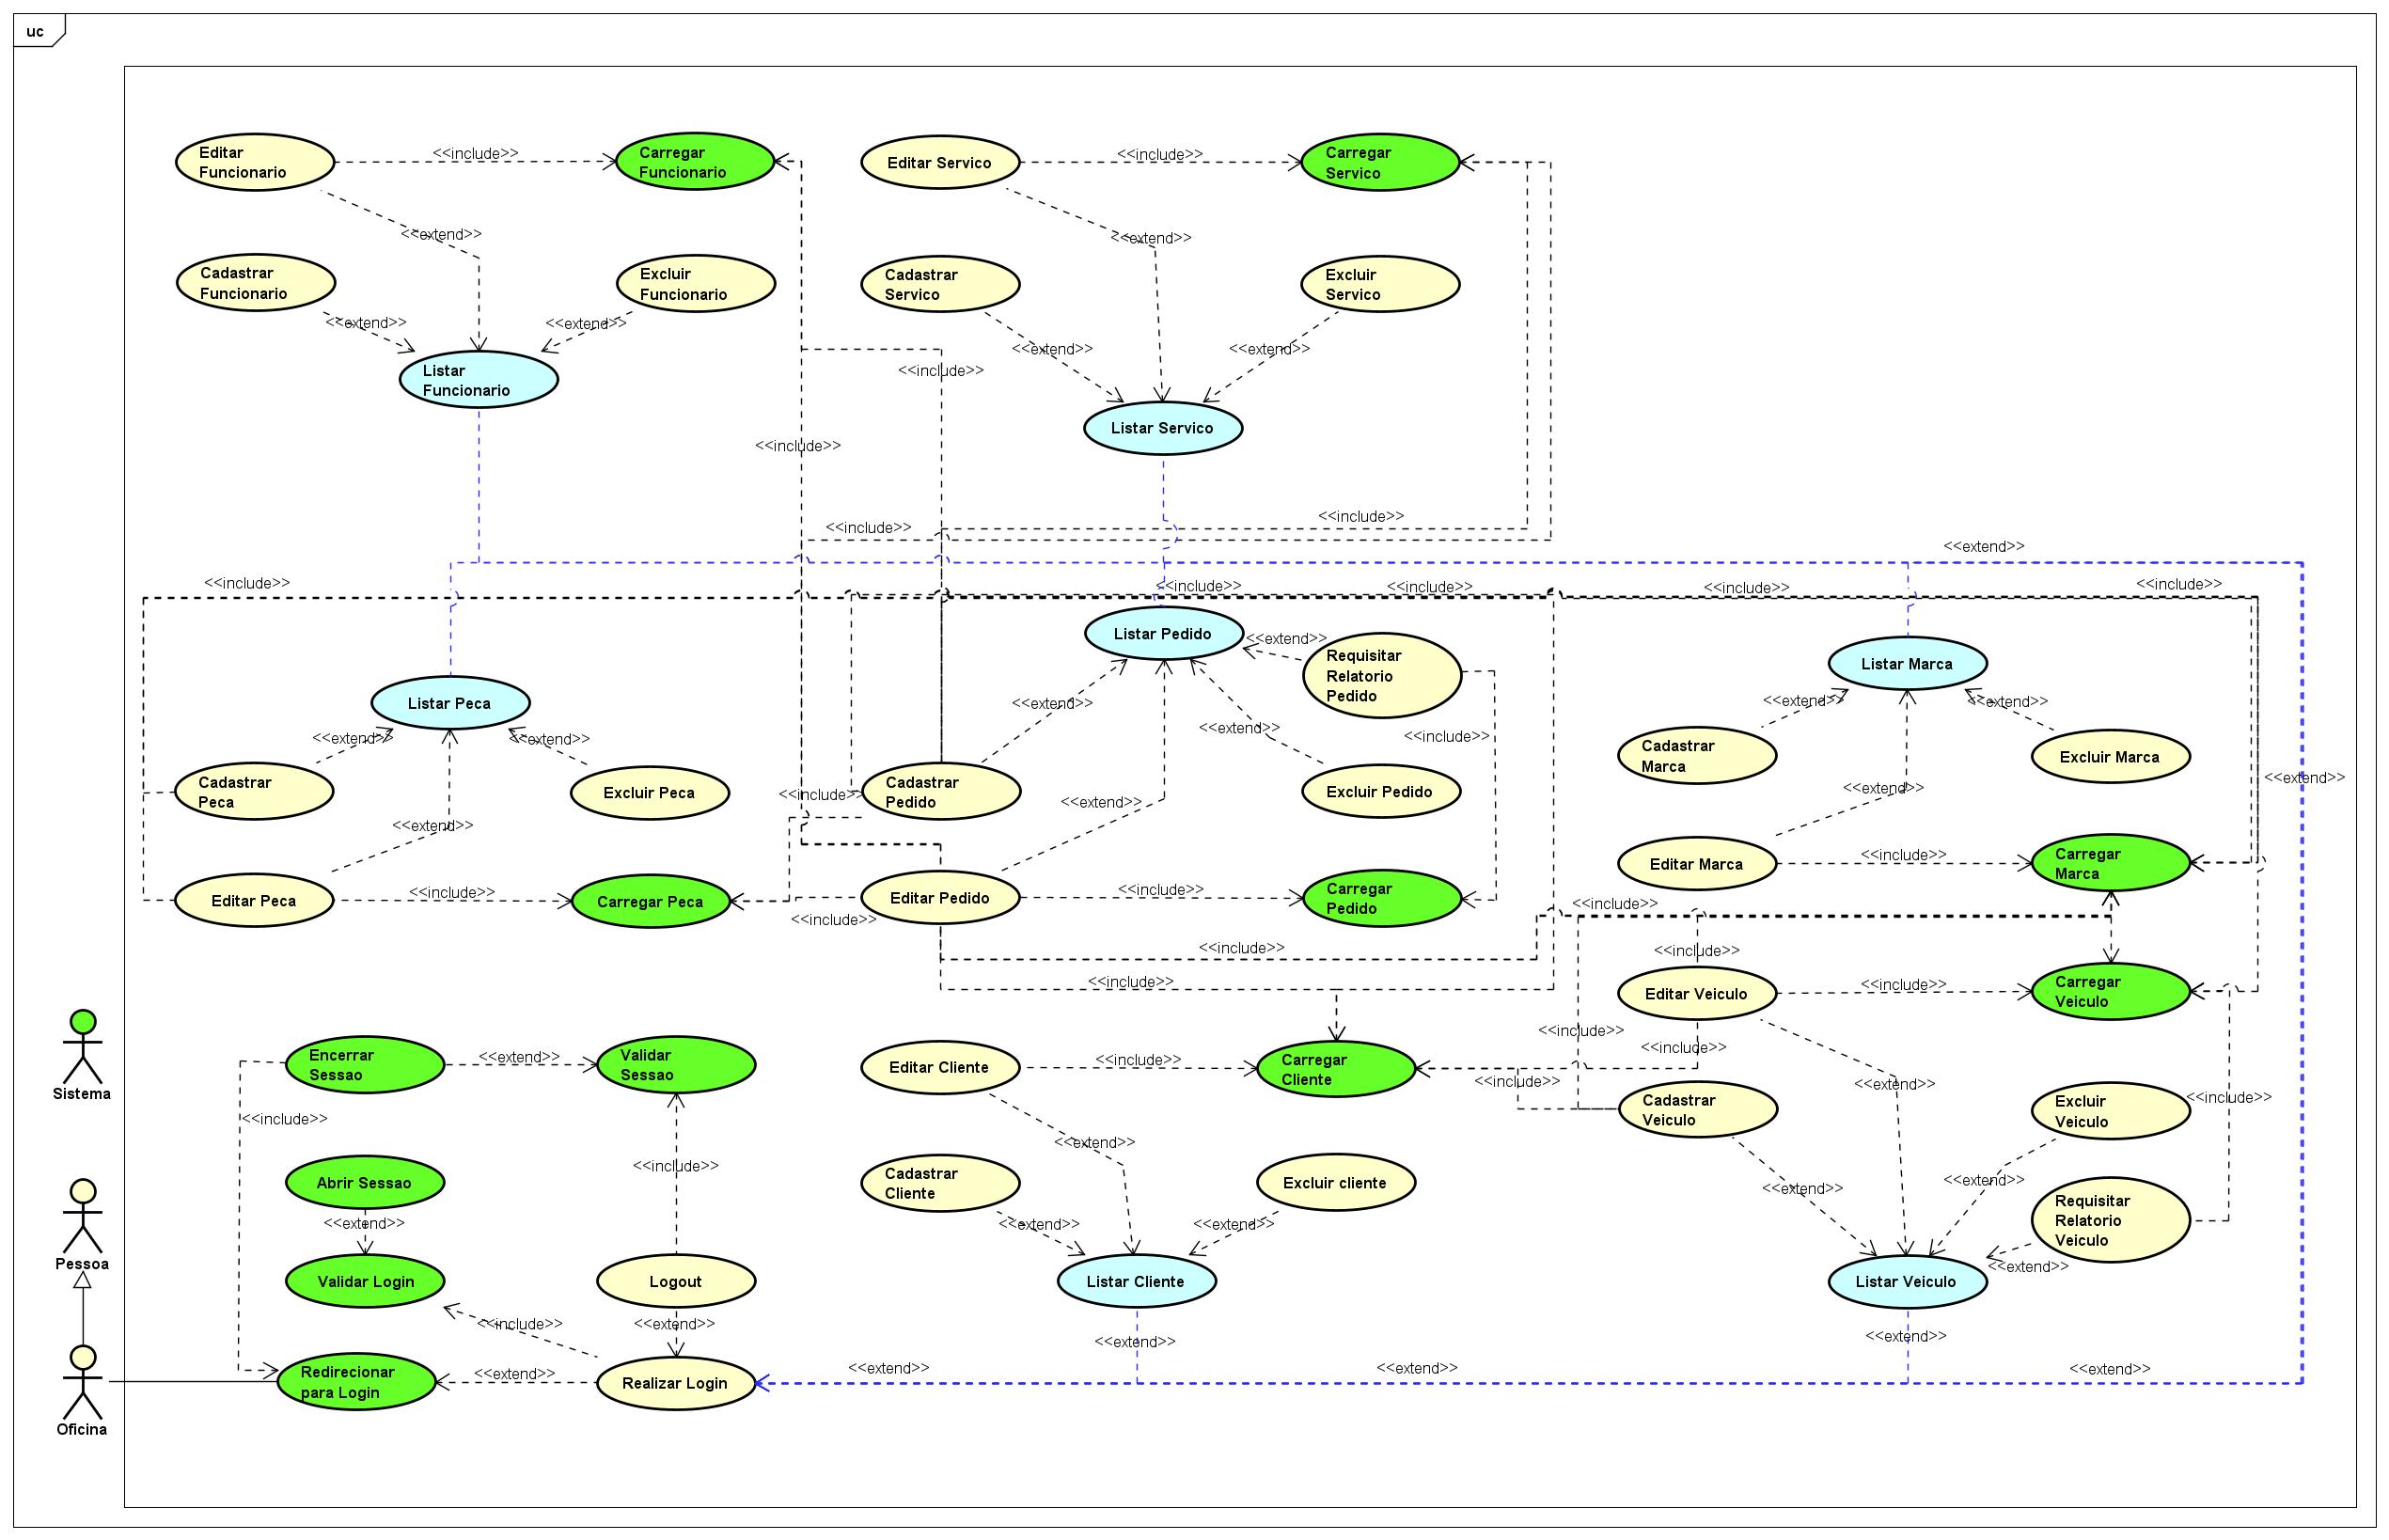 uc
Editar
Funcionario
<<include>>
Carregar
Funcionario
Editar Servico
<<include>>
Carregar
Servico
<<extend>>
<<extend>>
Cadastrar
Funcionario
Excluir
Funcionario
Cadastrar
Servico
Excluir
Servico
<<extend>>
<<extend>>
<<extend>>
<<extend>>
Listar
Funcionario
<<include>>
Listar Servico
<<include>>
<<include>>
<<include>>
<<extend>>
<<include>>
<<include>>
<<include>>
<<include>>
<<include>>
Listar Pedido
<<extend>>
Requisitar
Relatorio
Pedido
Listar Marca
Listar Peca
<<extend>>
<<extend>>
<<include>>
<<extend>>
<<extend>>
<<extend>>
<<extend>>
Cadastrar
Marca
Excluir Marca
<<extend>>
Cadastrar
Peca
Excluir Peca
<<include>>
Cadastrar
Pedido
<<extend>>
Excluir Pedido
<<extend>>
<<extend>>
Editar Marca
<<include>>
Carregar
Marca
Editar Peca
<<include>>
Carregar Peca
<<include>>
Editar Pedido
<<include>>
Carregar
Pedido
<<include>>
<<include>>
<<include>>
<<include>>
Editar Veiculo
<<include>>
Carregar
Veiculo
Sistema
Encerrar
Sessao
<<extend>>
Validar
Sessao
Editar Cliente
<<include>>
Carregar
Cliente
<<include>>
<<include>>
<<include>>
<<extend>>
Cadastrar
Veiculo
Excluir
Veiculo
<<include>>
<<include>>
<<extend>>
<<include>>
Abrir Sessao
Cadastrar
Cliente
Excluir cliente
<<extend>>
<<extend>>
Requisitar
Relatorio
Veiculo
Pessoa
<<extend>>
<<extend>>
<<extend>>
<<extend>>
Validar Login
Logout
Listar Cliente
Listar Veiculo
<<include>>
<<extend>>
<<extend>>
<<extend>>
Oficina
Redirecionar
para Login
<<extend>>
Realizar Login
<<extend>>
<<extend>>
<<extend>>